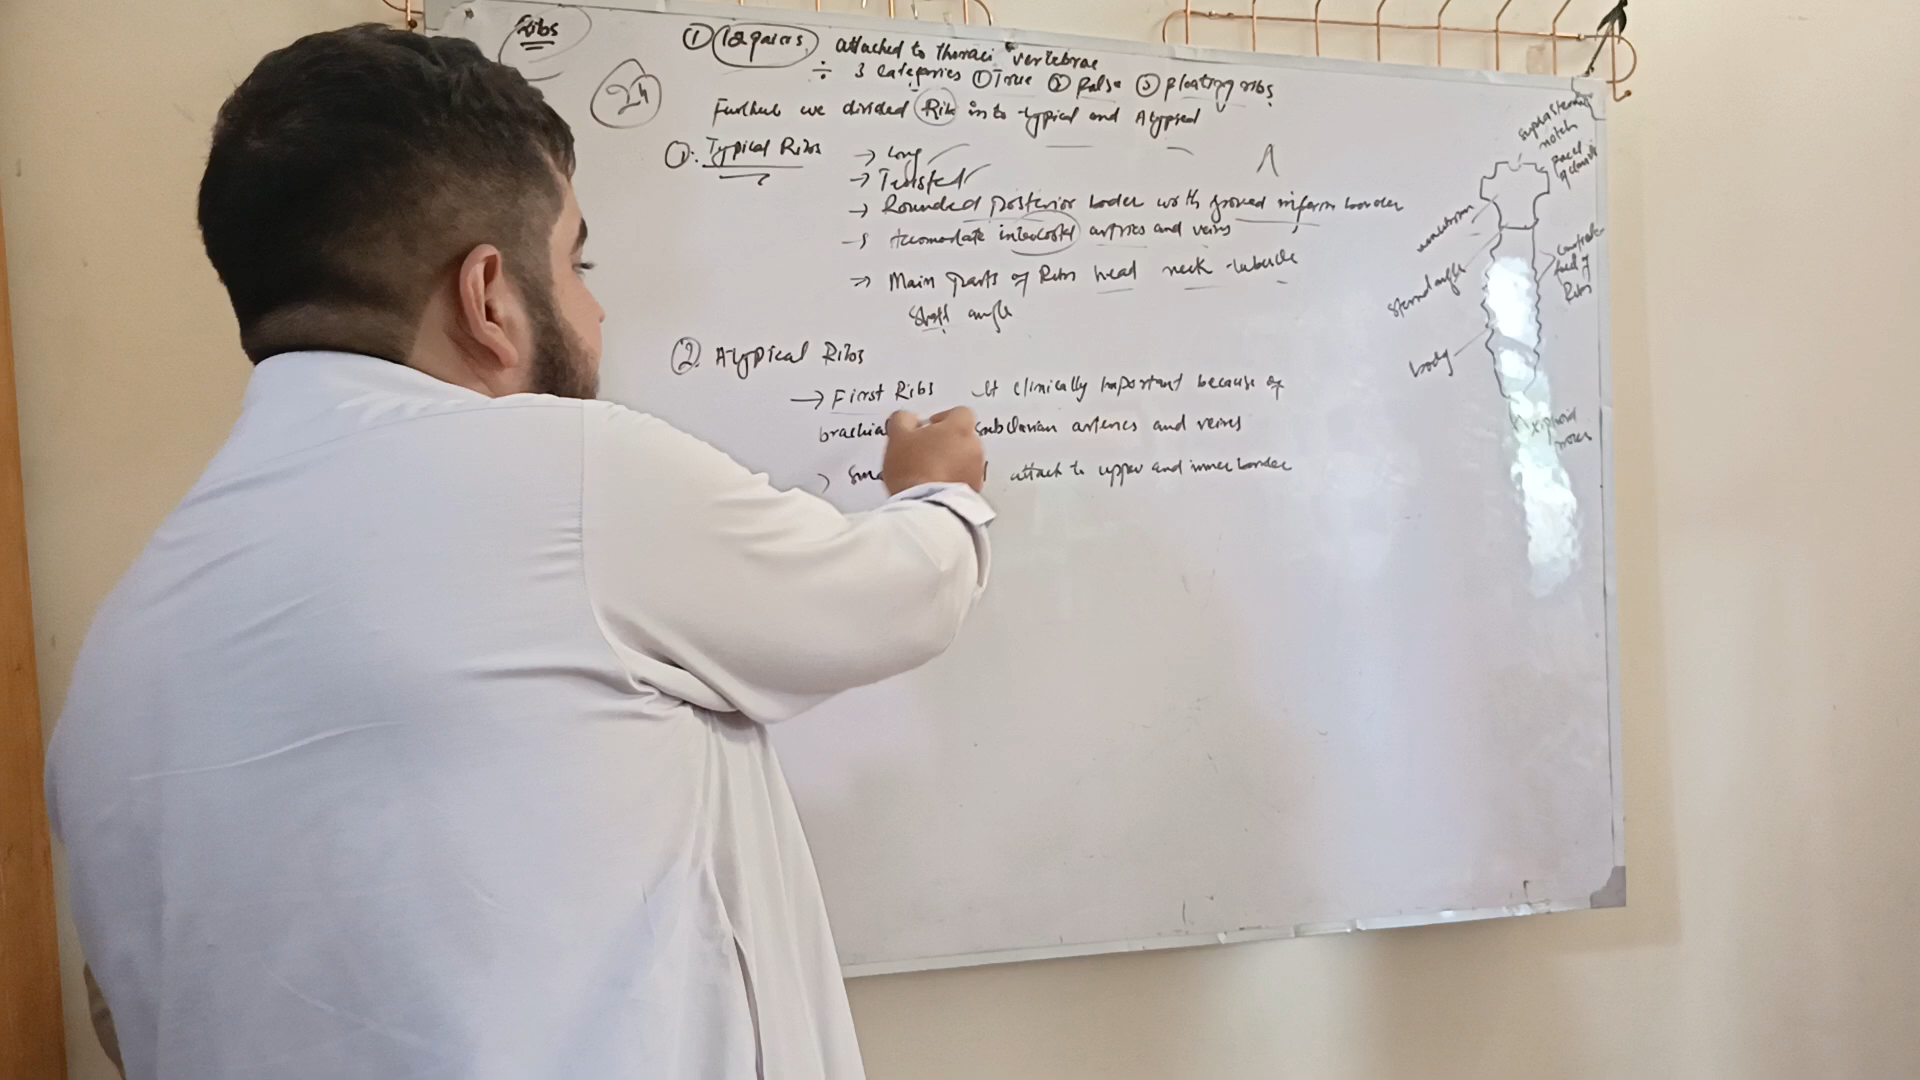 Ribs
24
① 12 pairs, attached to Thoraci vertebrae
÷ 3 categories ① True ② false ③ floating ribs
Further we divided Rib into typical and Atypical
①: Typical Ribs
→ Long
→ Twisted
→ Rounded posterior border with grooved inferior border
→ Accomodate intercostal arteries and veins
→ Main parts of Ribs head neck tubercle
shaft angle
② Atypical Ribs
→ First Ribs It clinically important because of
brachial subclavian arteries and veins
attach to upper and inner border
suprasternal
notch
facet
sternal angle
body
Ribs
xiphoid